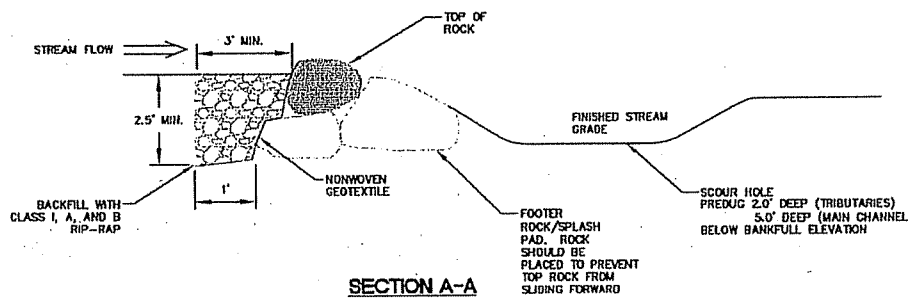 TOP OF
ROCK
STREAM FLOW
3' MIN.
2.5' MIN.
FINISHED STREAM
GRADE
1'
NONWOVEN
GEOTEXTILE
BACKFILL WITH
CLASS I, A, AND B
RIP-RAP
FOOTER
ROCK/SPLASH
PAD. ROCK
SHOULD BE
PLACED TO PREVENT
TOP ROCK FROM
SLIDING FORWARD
SCOUR HOLE
PREDUG 2.0' DEEP (TRIBUTARIES)
5.0' DEEP (MAIN CHANNEL
BELOW BANKFULL ELEVATION
SECTION A-A